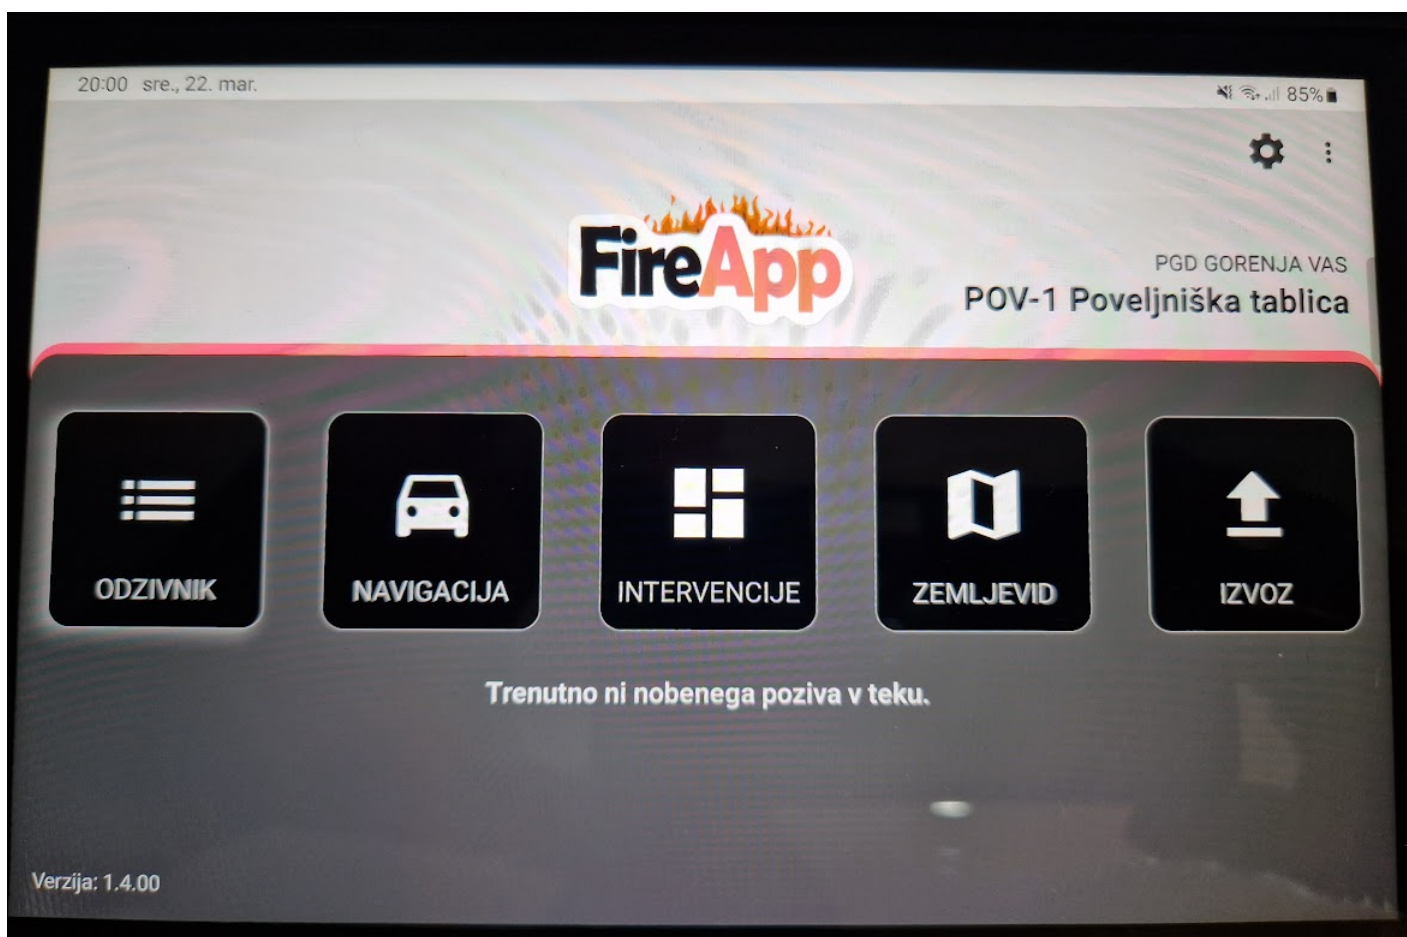 20:00 sre., 22. mar.
85%
FireApp
PGD GORENJA VAS
POV-1 Poveljniška tablica
ODZIVNIK
NAVIGACIJA
INTERVENCIJE
ZEMLJEVID
IZVOZ
Trenutno ni nobenega poziva v teku.
Verzija: 1.4.00